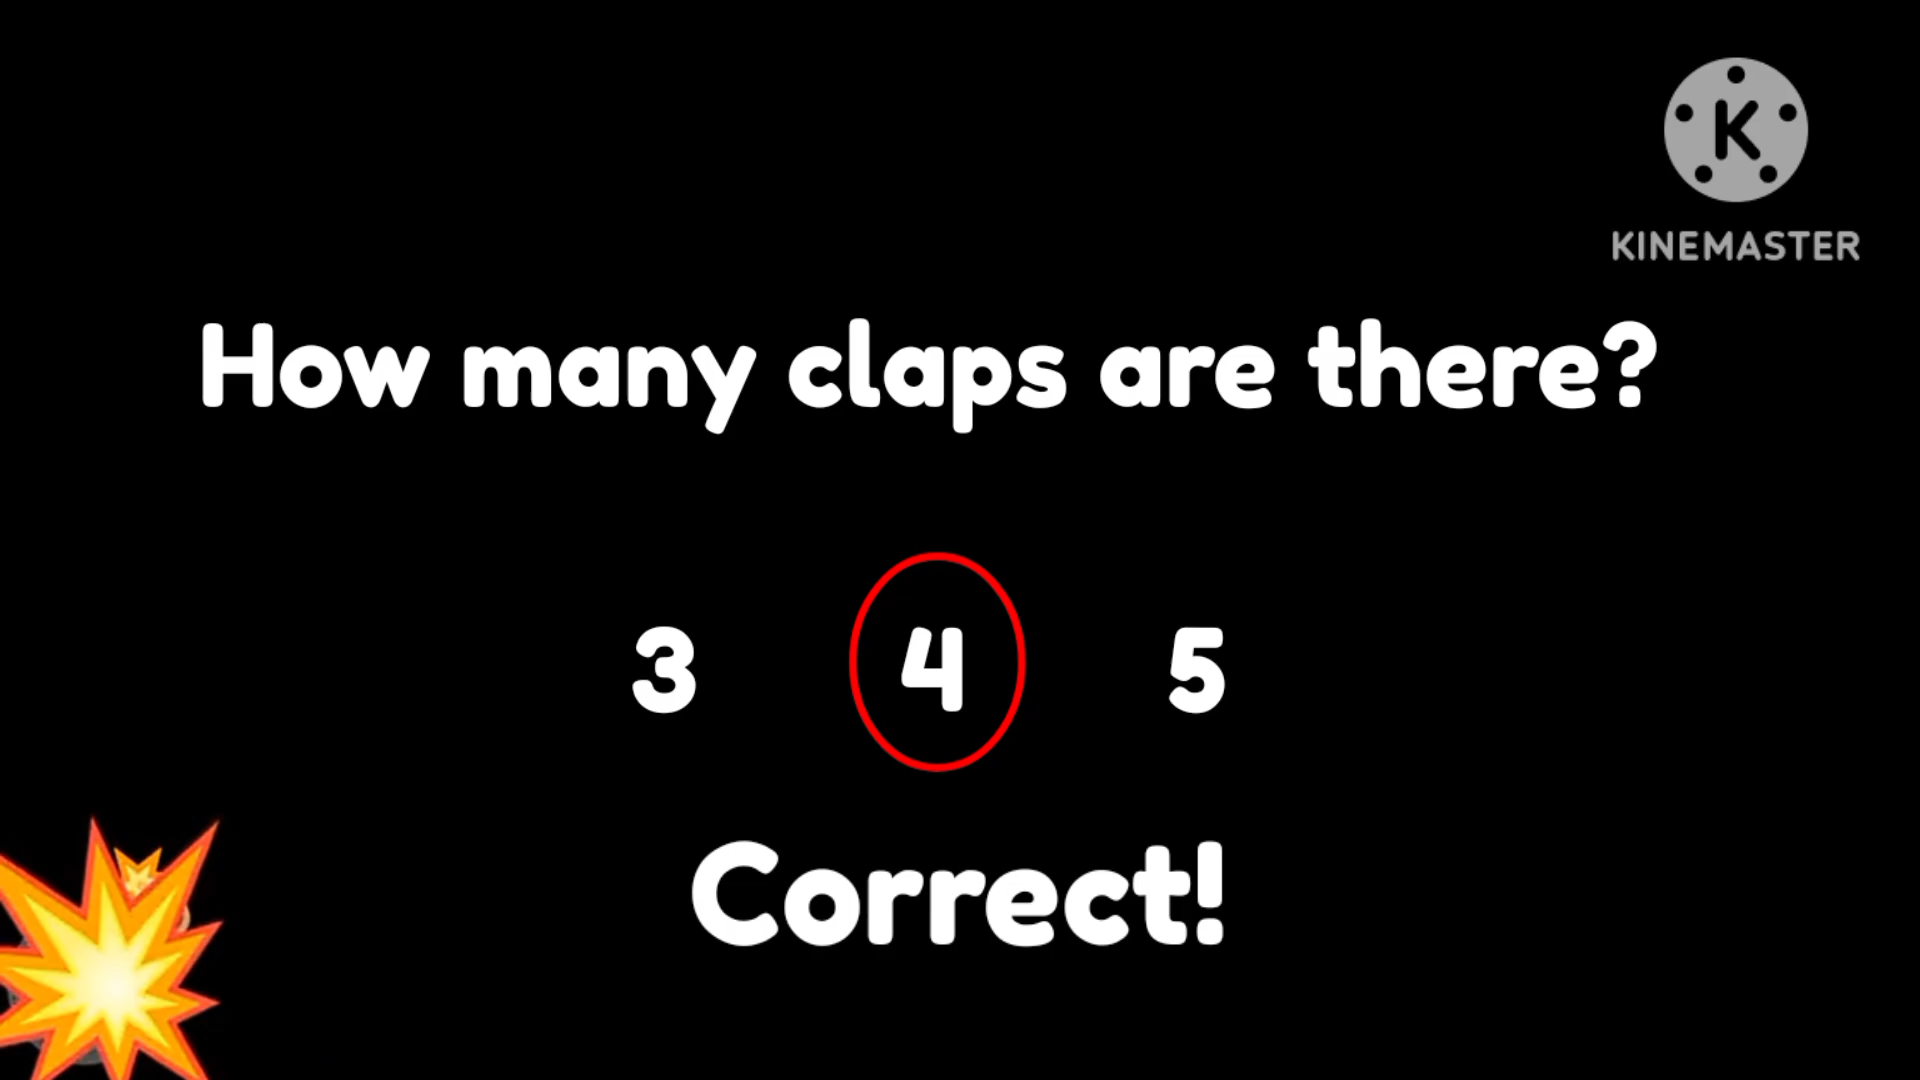 K
KINEMASTER
How many claps are there?
3 4 5
Correct!